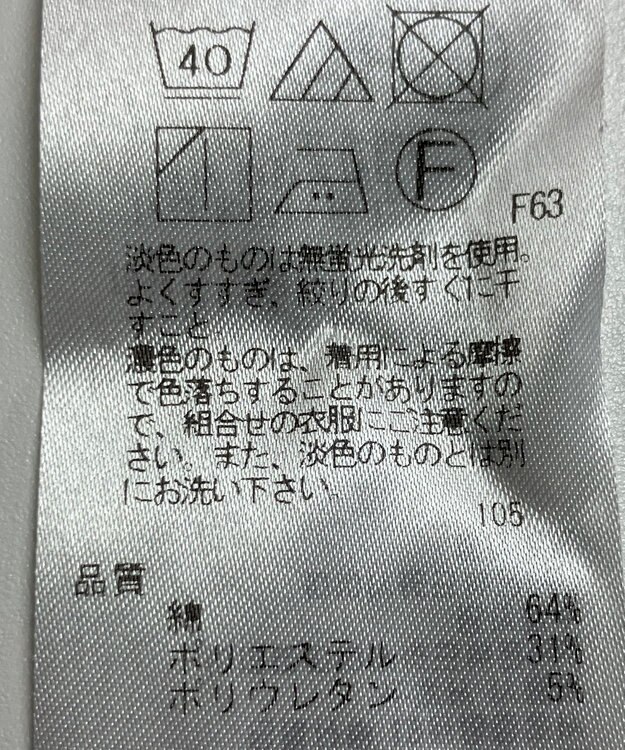 40
F
F63
淡色のものは無蛍光洗剤を使用。
よくすすぎ、絞りの後すぐに干
すこと。
濃色のものは、着用による摩擦
で色落ちすることがありますの
で、組合せの衣服にご注意くだ
さい。また、淡色のものとは別
にお洗い下さい。
105
品質
綿 64%
ポリエステル 31%
ポリウレタン 5%